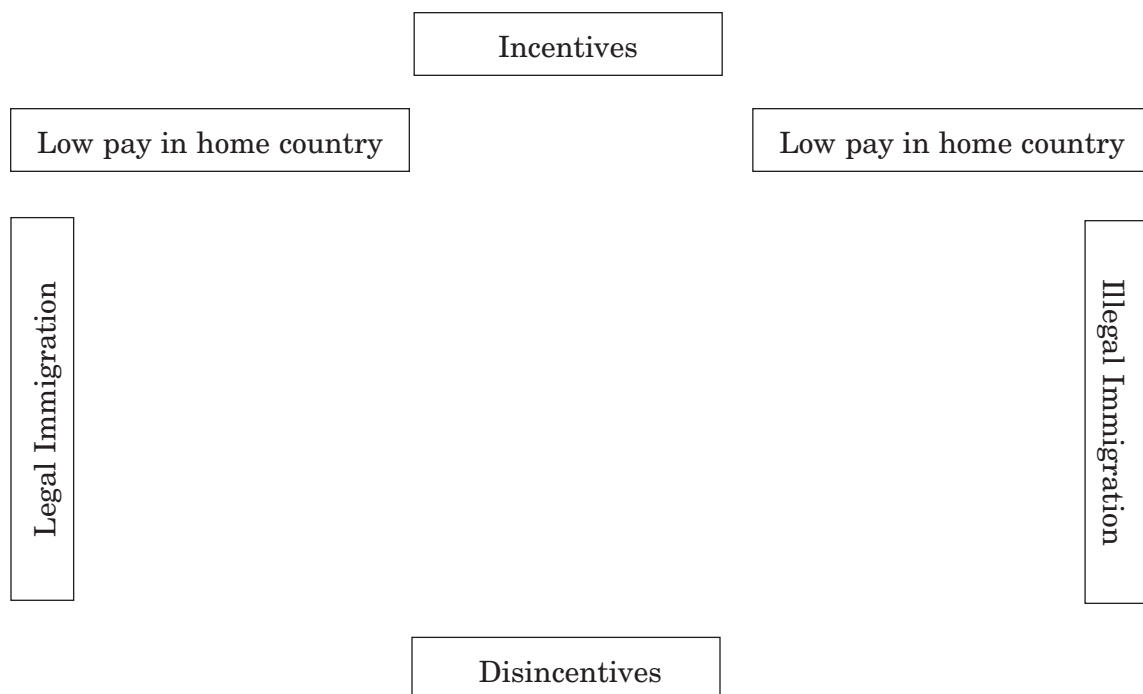 Incentives
Low pay in home country
Low pay in home country
Legal Immigration
Illegal Immigration
Disincentives